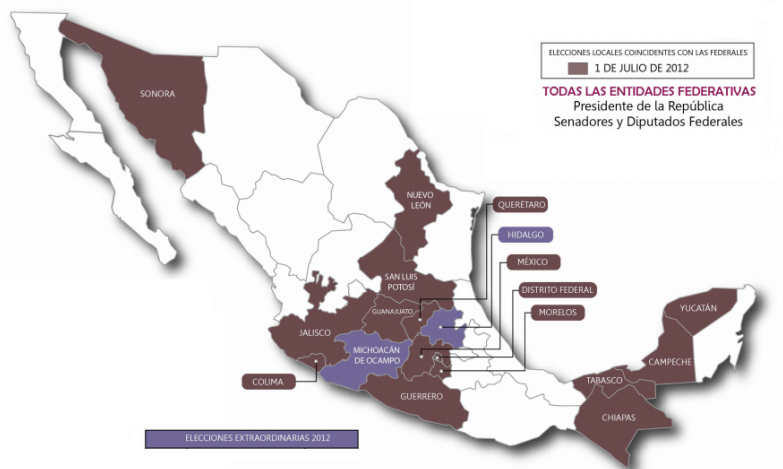 ELECCIONES LOCALES COINCIDENTES CON LAS FEDERALES
1 DE JULIO DE 2012
TODAS LAS ENTIDADES FEDERATIVAS
Presidente de la República
Senadores y Diputados Federales
SONORA
NUEVO
LEÓN
QUERÉTARO
HIDALGO
MÉXICO
SAN LUIS
POTOSÍ
DISTRITO FEDERAL
MORELOS
GUANAJUATO
JALISCO
MICHOACÁN
DE OCAMPO
COLIMA
GUERRERO
YUCATÁN
CAMPECHE
TABASCO
CHIAPAS
ELECCIONES EXTRAORDINARIAS 2012